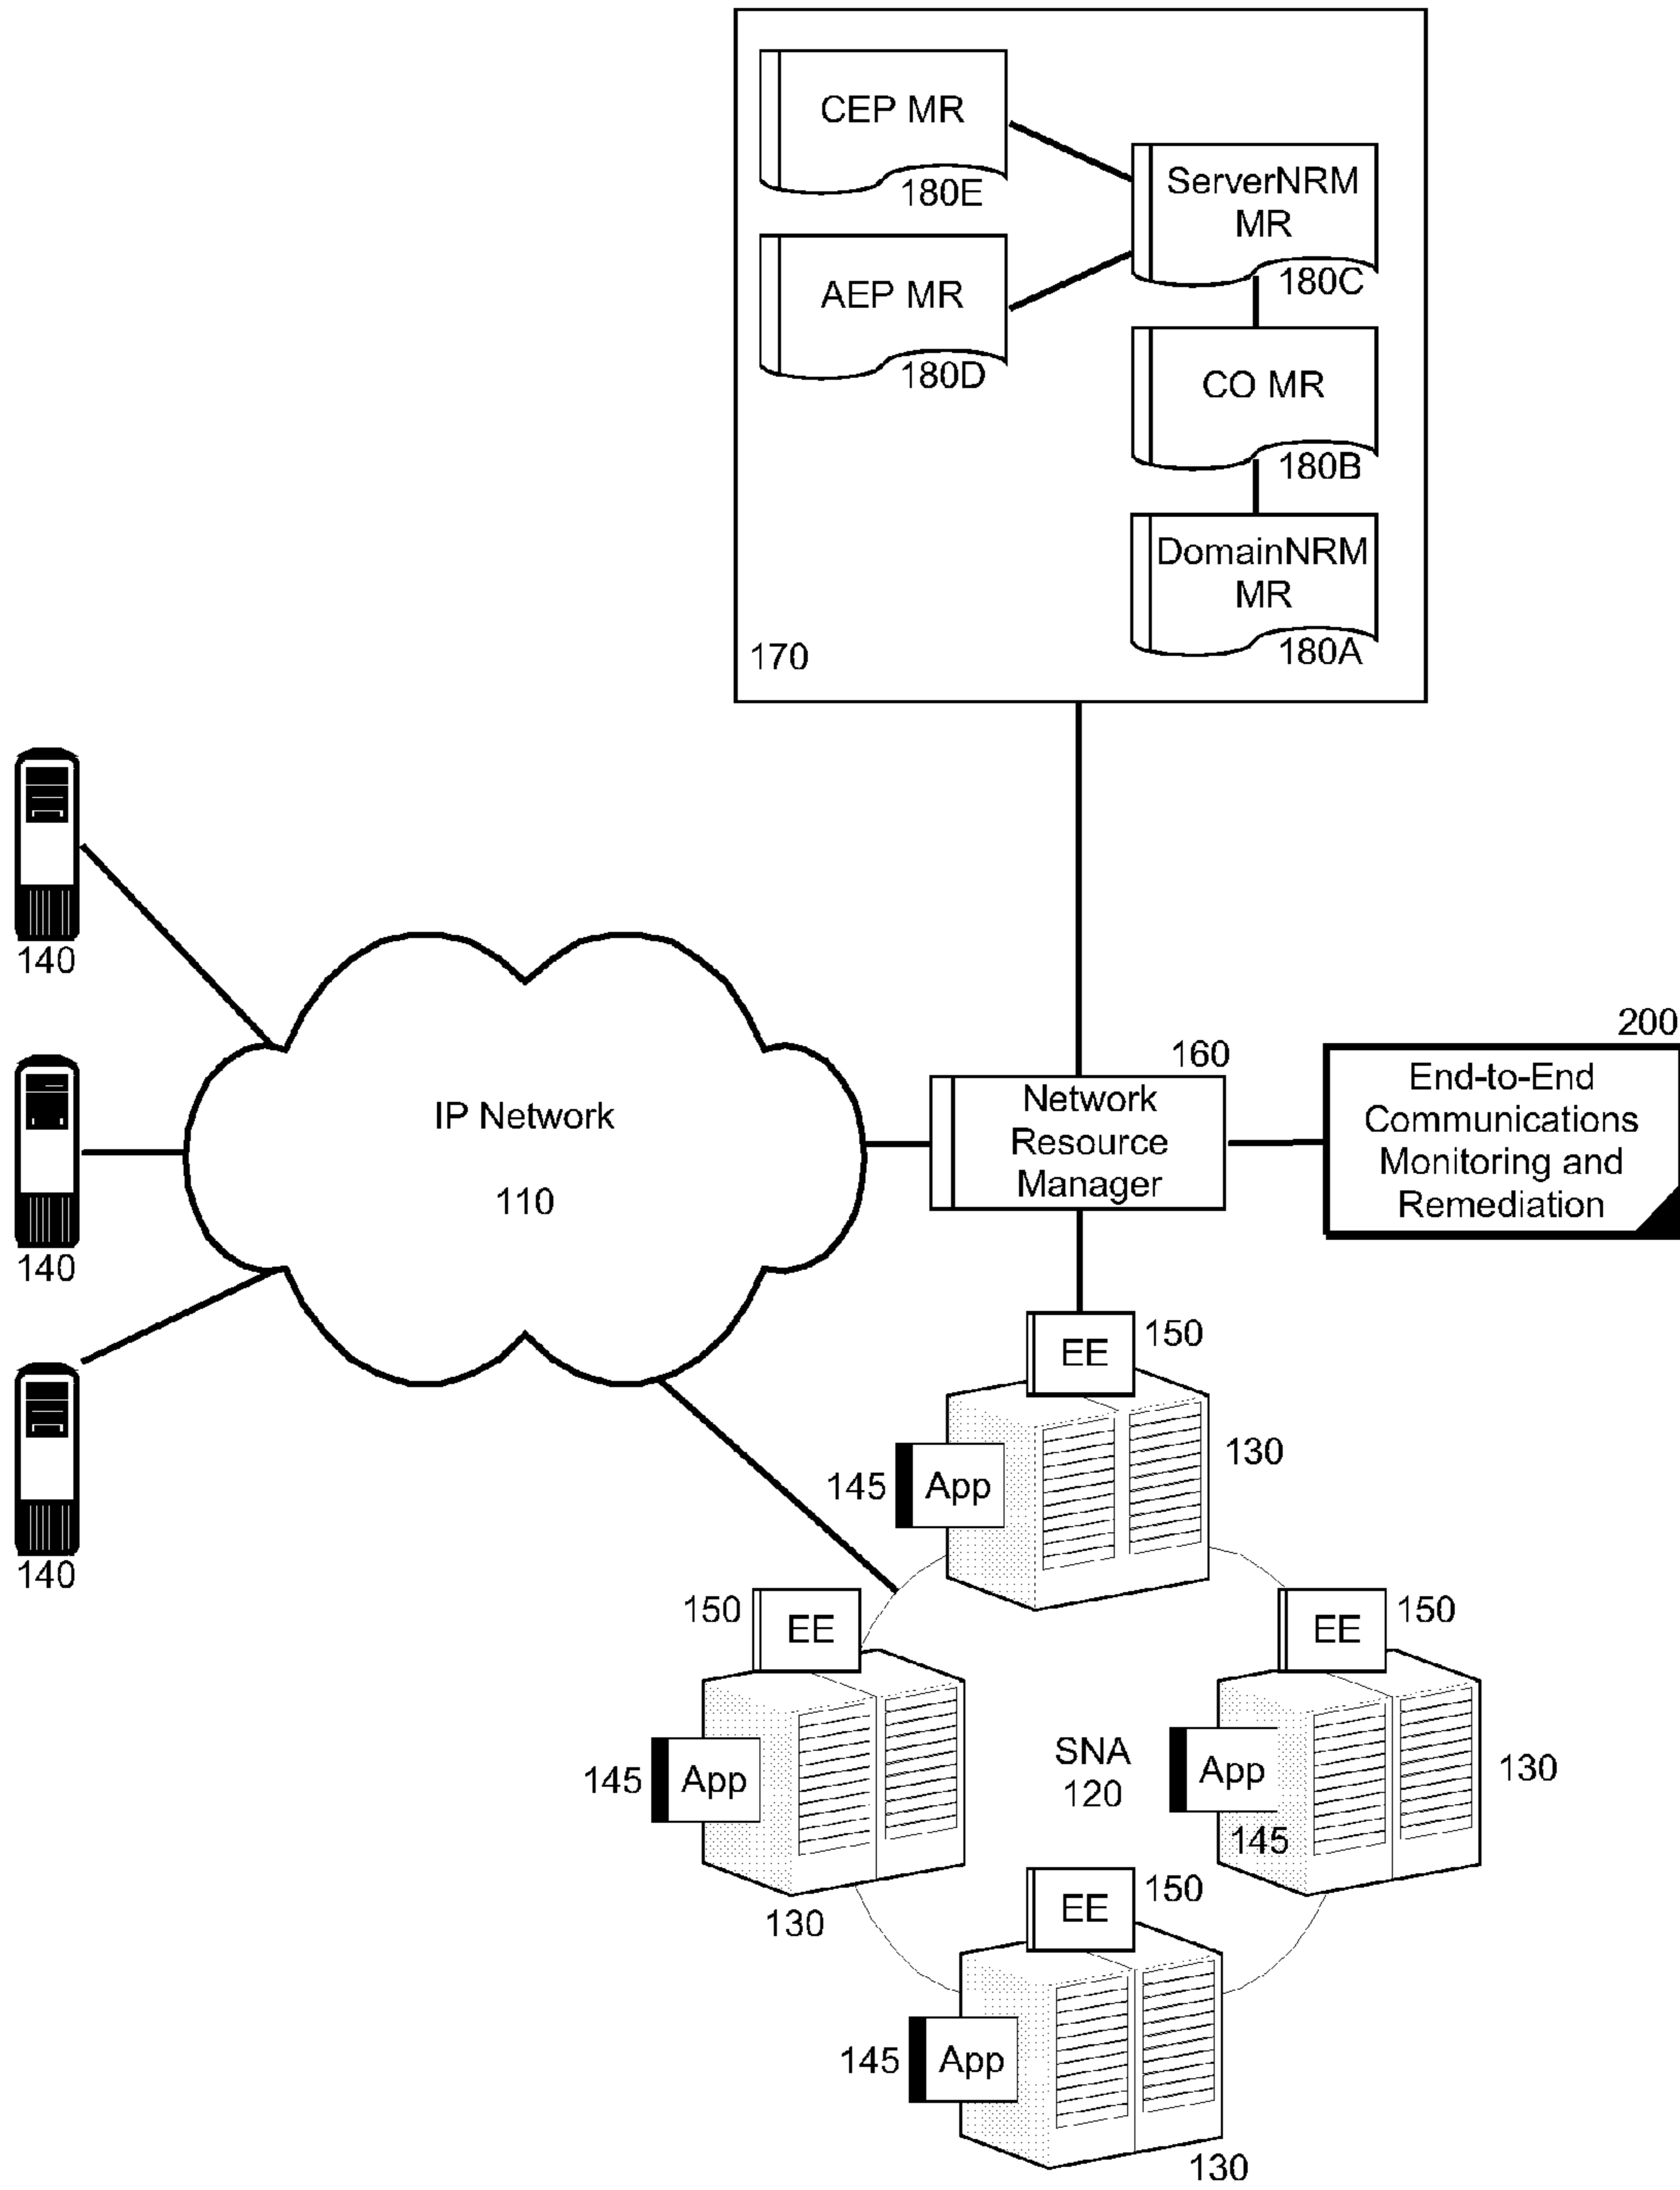 CEP MR
180E
ServerNRM
MR
180C
AEP MR
180D
CO MR
180B
DomainNRM
MR
180A
170
140
200
160
End-to-End
Communications
Monitoring and
Remediation
Network
Resource
Manager
IP Network
110
140
150
EE
130
145
App
140
150
EE
150
EE
SNA
120
145
App
130
App
145
130
150
EE
145
App
130